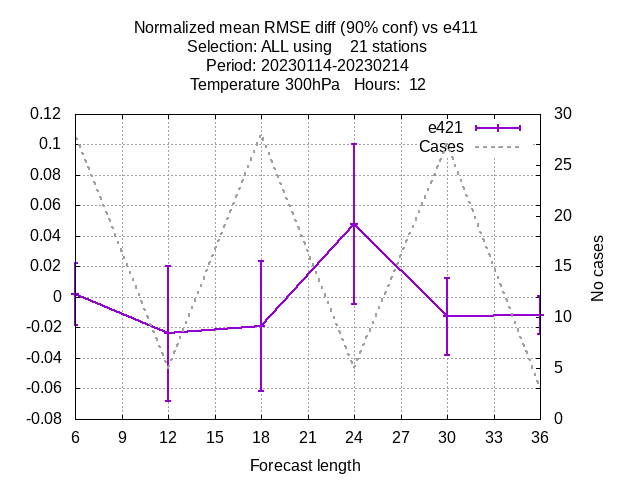 Normalized mean RMSE diff (90% conf) vs e411
Selection: ALL using    21 stations
Period: 20230114-20230214
Temperature 300hPa   Hours:  12
0.12
0.1
0.08
0.06
0.04
0.02
0
-0.02
-0.04
-0.06
-0.08
e421
Cases
30
25
20
15
10
5
0
No cases
6 9 12 15 18 21 24 27 30 33 36
Forecast length